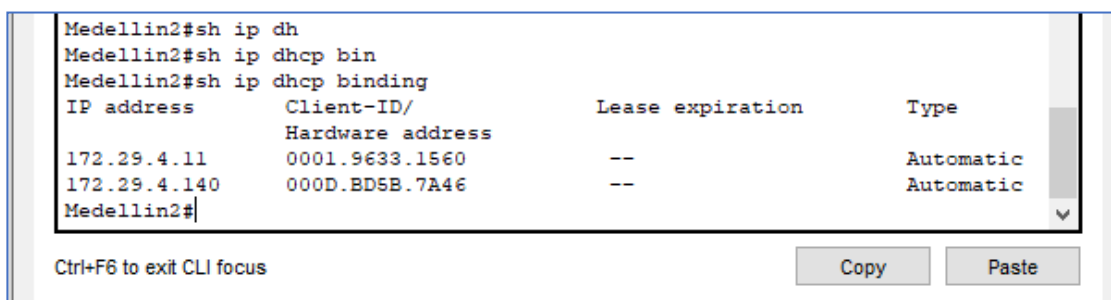 Medellin2#sh ip dh
Medellin2#sh ip dhcp bin
Medellin2#sh ip dhcp binding
IP address Client-ID/ Lease expiration Type
Hardware address
172.29.4.11 0001.9633.1560 -- Automatic
172.29.4.140 000D.BD5B.7A46 -- Automatic
Medellin2#
Ctrl+F6 to exit CLI focus Copy Paste